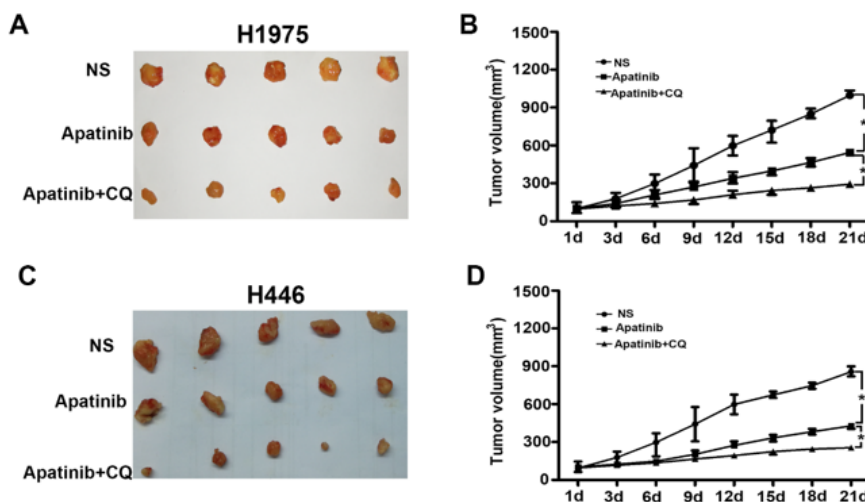 A
H1975
NS
Apatinib
Apatinib+CQ
B
Tumor volume(mm³)
1500
1200
900
600
300
0
NS
Apatinib
Apatinib+CQ
*
*
1d 3d 6d 9d 12d 15d 18d 21d
C
H446
NS
Apatinib
Apatinib+CQ
D
Tumor volume(mm³)
1500
1200
900
600
300
0
NS
Apatinib
Apatinib+CQ
*
*
1d 3d 6d 9d 12d 15d 18d 21d